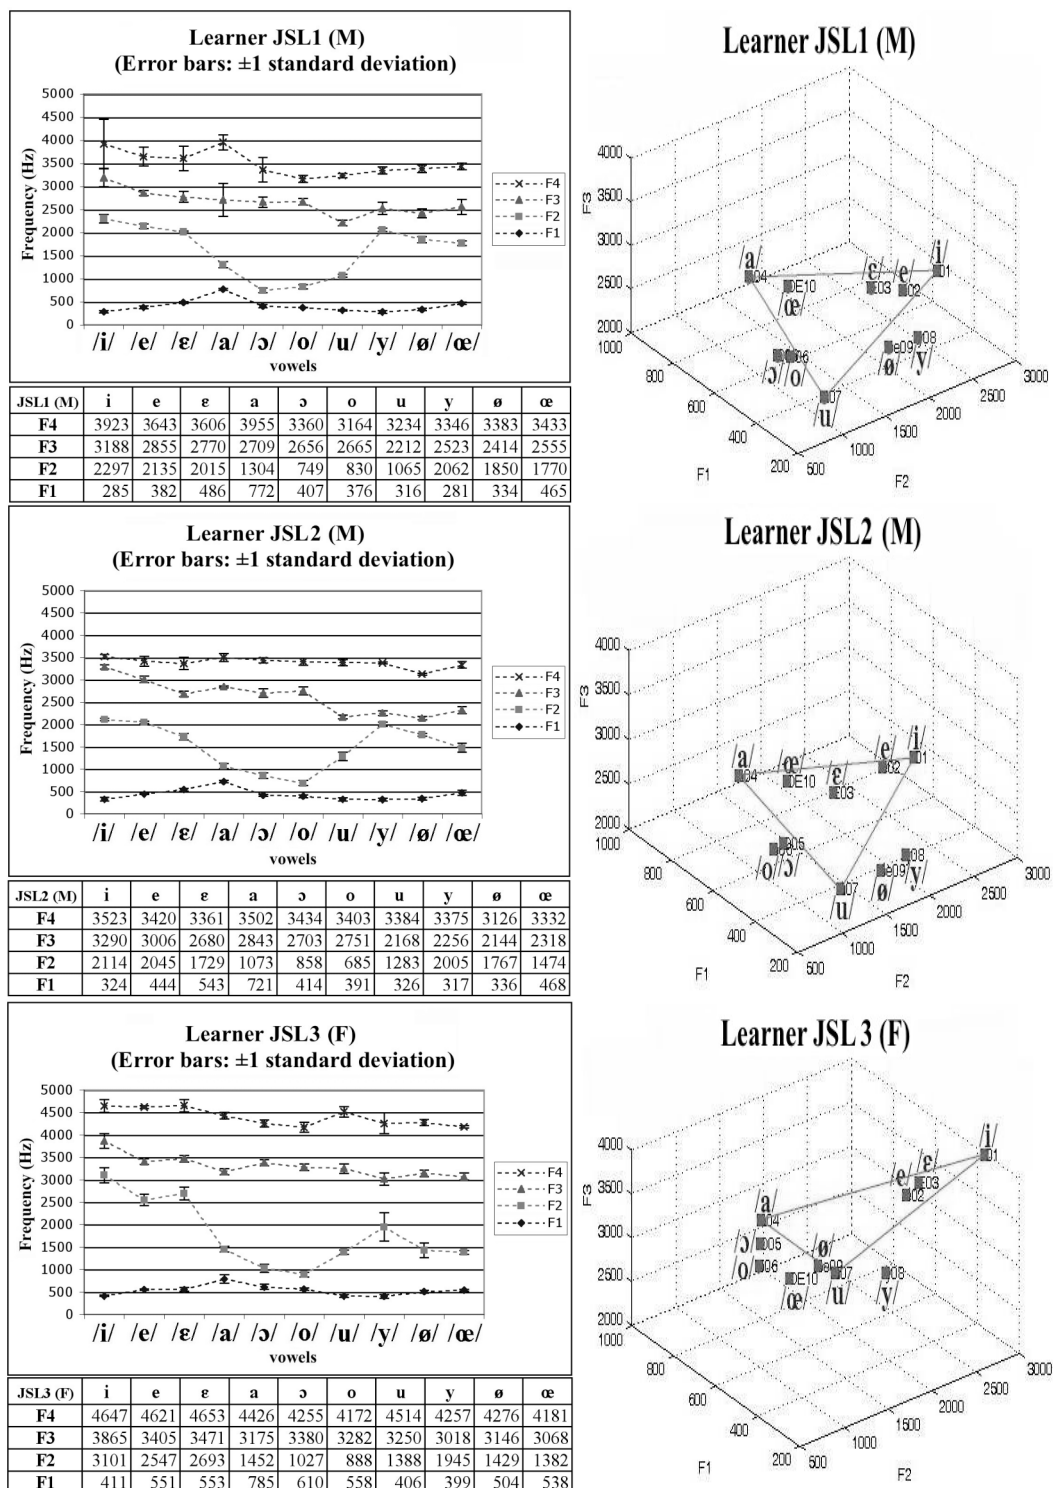 Learner JSL1 (M)
(Error bars: ±1 standard deviation)
5000
4500
4000
3500
3000
2500
2000
1500
1000
500
0
Frequency (Hz)
F4
F3
F2
F1
/i/ /e/ /ɛ/ /a/ /ɔ/ /o/ /u/ /y/ /ø/ /œ/
vowels
JSL1 (M) i e ɛ a ɔ o u y ø œ
F4 3923 3643 3606 3955 3360 3164 3234 3346 3383 3433
F3 3188 2855 2770 2709 2656 2665 2212 2523 2414 2555
F2 2297 2135 2015 1304 749 830 1065 2062 1850 1770
F1 285 382 486 772 407 376 316 281 334 465
Learner JSL1 (M)
4000
3500
3000
2500
2000
F3
1000
800
600
400
200
F1
500
1000
1500
2000
2500
3000
F2
/a/ /œ/ /ɛ/ /e/ /i/
/ɔ/ /o/ /u/ /ø/ /y/
Learner JSL2 (M)
(Error bars: ±1 standard deviation)
5000
4500
4000
3500
3000
2500
2000
1500
1000
500
0
Frequency (Hz)
F4
F3
F2
F1
/i/ /e/ /ɛ/ /a/ /ɔ/ /o/ /u/ /y/ /ø/ /œ/
vowels
JSL2 (M) i e ɛ a ɔ o u y ø œ
F4 3523 3420 3361 3502 3434 3403 3384 3375 3126 3332
F3 3290 3006 2680 2843 2703 2751 2168 2256 2144 2318
F2 2114 2045 1729 1073 858 685 1283 2005 1767 1474
F1 324 444 543 721 414 391 326 317 336 468
Learner JSL2 (M)
4000
3500
3000
2500
2000
F3
1000
800
600
400
200
F1
500
1000
1500
2000
2500
3000
F2
/a/ /œ/ /ɛ/ /e/ /i/
/o/ /ɔ/ /u/ /ø/ /y/
Learner JSL3 (F)
(Error bars: ±1 standard deviation)
5000
4500
4000
3500
3000
2500
2000
1500
1000
500
0
Frequency (Hz)
F4
F3
F2
F1
/i/ /e/ /ɛ/ /a/ /ɔ/ /o/ /u/ /y/ /ø/ /œ/
vowels
JSL3 (F) i e ɛ a ɔ o u y ø œ
F4 4647 4621 4653 4426 4255 4172 4514 4257 4276 4181
F3 3865 3405 3471 3175 3380 3282 3250 3018 3146 3068
F2 3101 2547 2693 1452 1027 888 1388 1945 1429 1382
F1 411 551 553 785 610 558 406 399 504 538
Learner JSL3 (F)
4000
3500
3000
2500
2000
F3
1000
800
600
400
200
F1
500
1000
1500
2000
2500
3000
F2
/a/ /e/ /ɛ/ /i/
/ɔ/ /ø/
/o/ /œ/ /u/ /y/